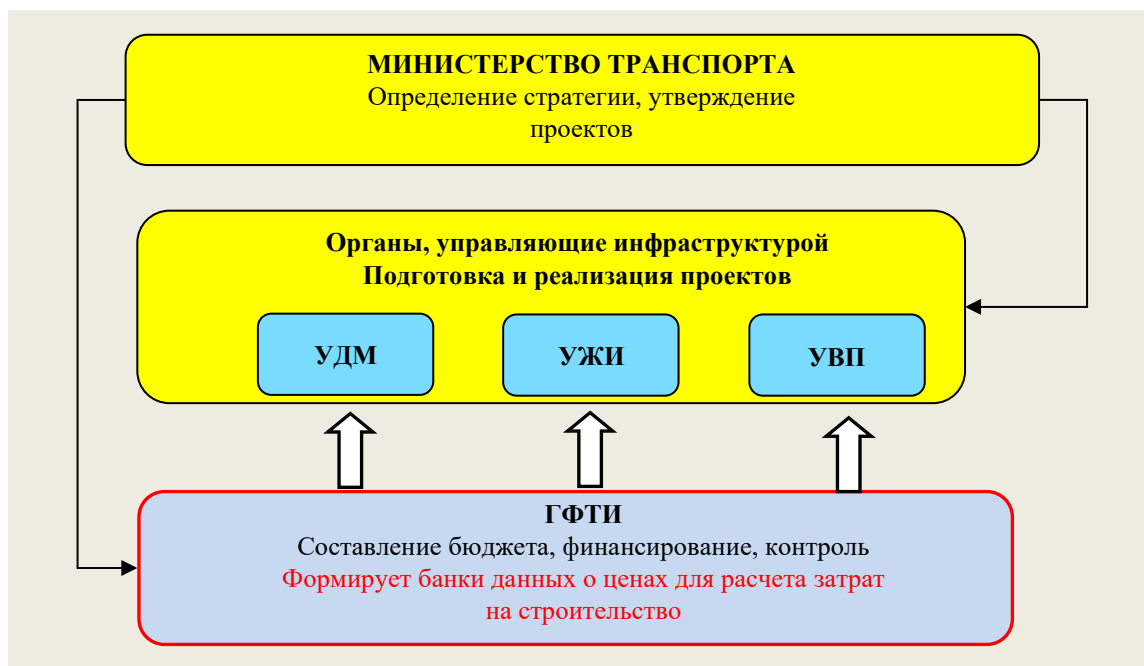 МИНИСТЕРСТВО ТРАНСПОРТА
Определение стратегии, утверждение
проектов
Органы, управляющие инфраструктурой
Подготовка и реализация проектов
УДМ
УЖИ
УВП
ГФТИ
Составление бюджета, финансирование, контроль
Формирует банки данных о ценах для расчета затрат
на строительство